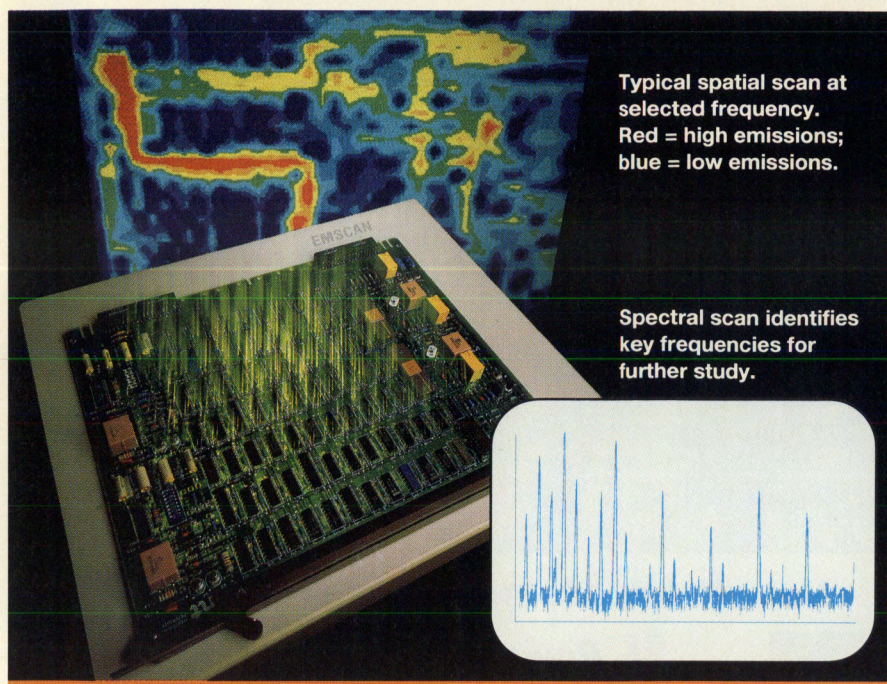 Typical spatial scan at
selected frequency.
Red = high emissions;
blue = low emissions.
EMSCAN
Spectral scan identifies
key frequencies for
further study.